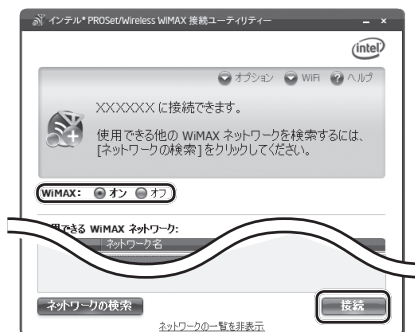 インテル® PROSet/Wireless WiMAX 接続ユーティリティー
intel
オプション WiFi ヘルプ
XXXXXXX に接続できます。
使用できる他の WiMAX ネットワークを検索するには、
[ネットワークの検索] をクリックしてください。
WiMAX: オン オフ
用できる WiMAX ネットワーク:
ネットワーク名
ネットワークの検索
接続
ネットワークの一覧を非表示